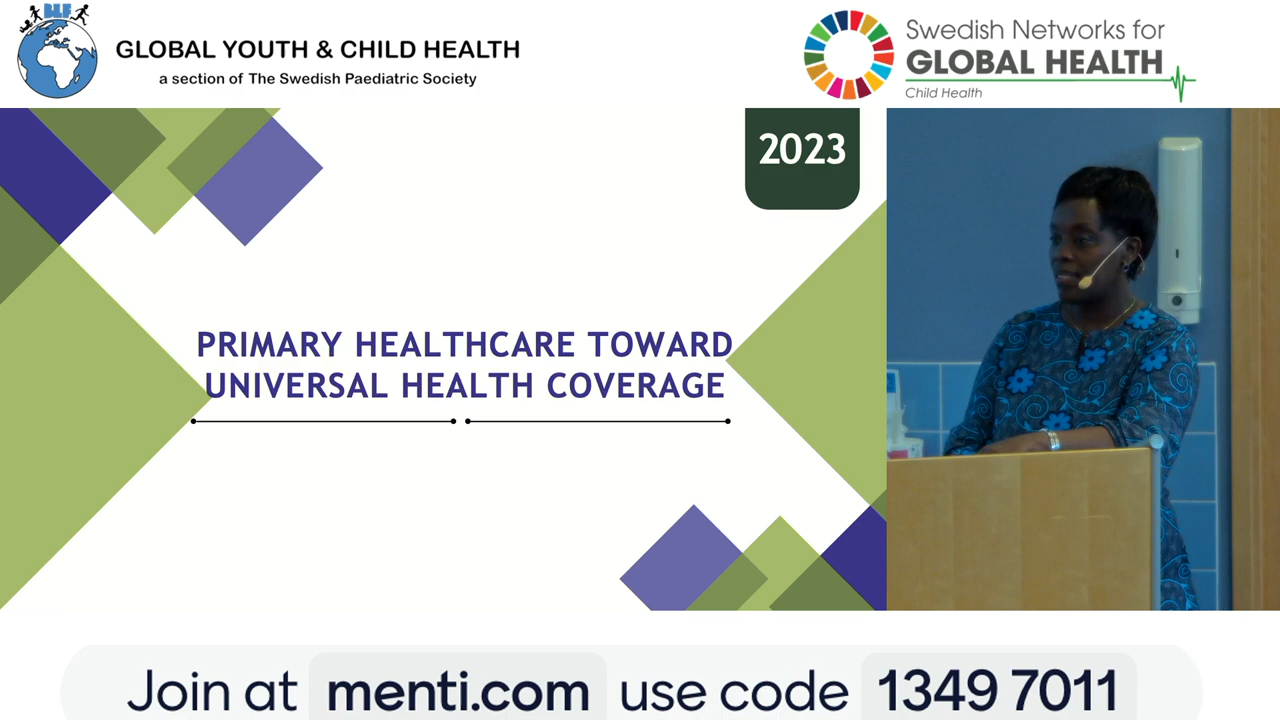 BLF
GLOBAL YOUTH & CHILD HEALTH
a section of The Swedish Paediatric Society
Swedish Networks for
GLOBAL HEALTH
Child Health
2023
PRIMARY HEALTHCARE TOWARD
UNIVERSAL HEALTH COVERAGE
Join at menti.com use code 1349 7011